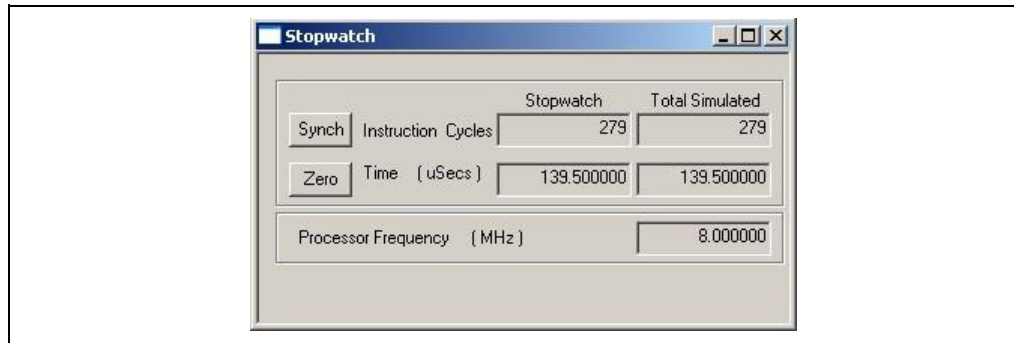 Stopwatch
Stopwatch Total Simulated
Synch Instruction Cycles 279 279
Zero Time ( uSecs ) 139.500000 139.500000
Processor Frequency ( MHz ) 8.000000